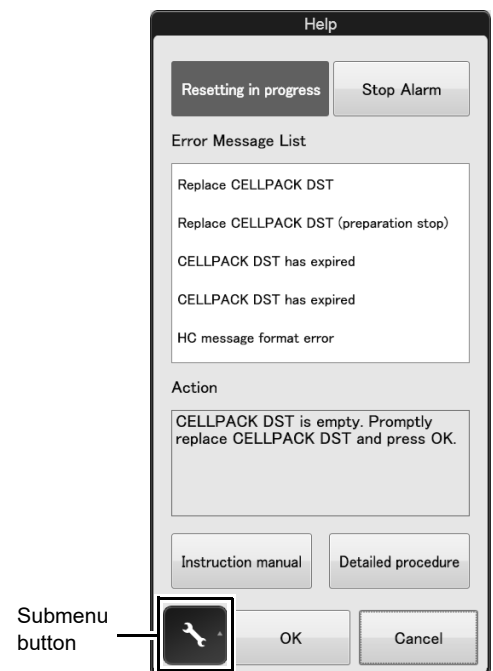 Help
Resetting in progress
Stop Alarm
Error Message List
Replace CELLPACK DST
Replace CELLPACK DST (preparation stop)
CELLPACK DST has expired
CELLPACK DST has expired
HC message format error
Action
CELLPACK DST is empty. Promptly
replace CELLPACK DST and press OK.
Instruction manual
Detailed procedure
Submenu
button
OK
Cancel